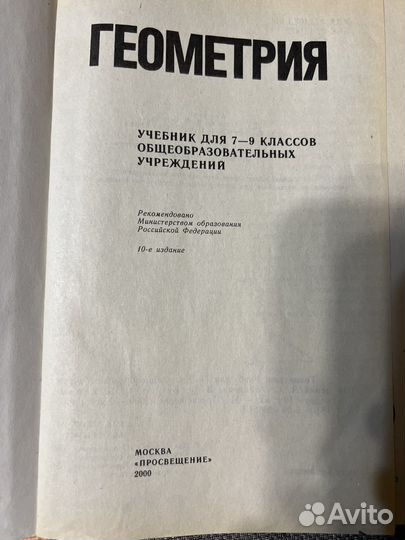 ГЕОМЕТРИЯ
УЧЕБНИК ДЛЯ 7—9 КЛАССОВ
ОБЩЕОБРАЗОВАТЕЛЬНЫХ
УЧРЕЖДЕНИЙ
Рекомендовано
Министерством образования
Российской Федерации
10-е издание
МОСКВА
«ПРОСВЕЩЕНИЕ»
2000
Avito